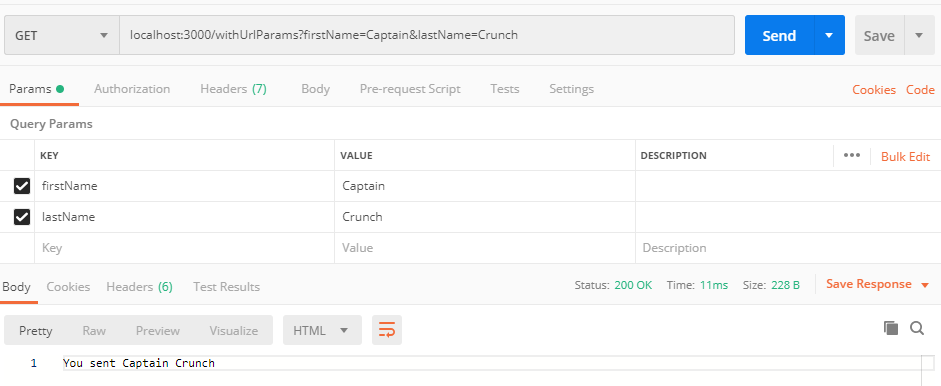 GET localhost:3000/withUrlParams?firstName=Captain&lastName=Crunch Send Save
Params Authorization Headers (7) Body Pre-request Script Tests Settings Cookies Code
Query Params
KEY VALUE DESCRIPTION ••• Bulk Edit
firstName Captain
lastName Crunch
Key Value Description
Body Cookies Headers (6) Test Results Status: 200 OK Time: 11ms Size: 228 B Save Response
Pretty Raw Preview Visualize HTML
1 You sent Captain Crunch